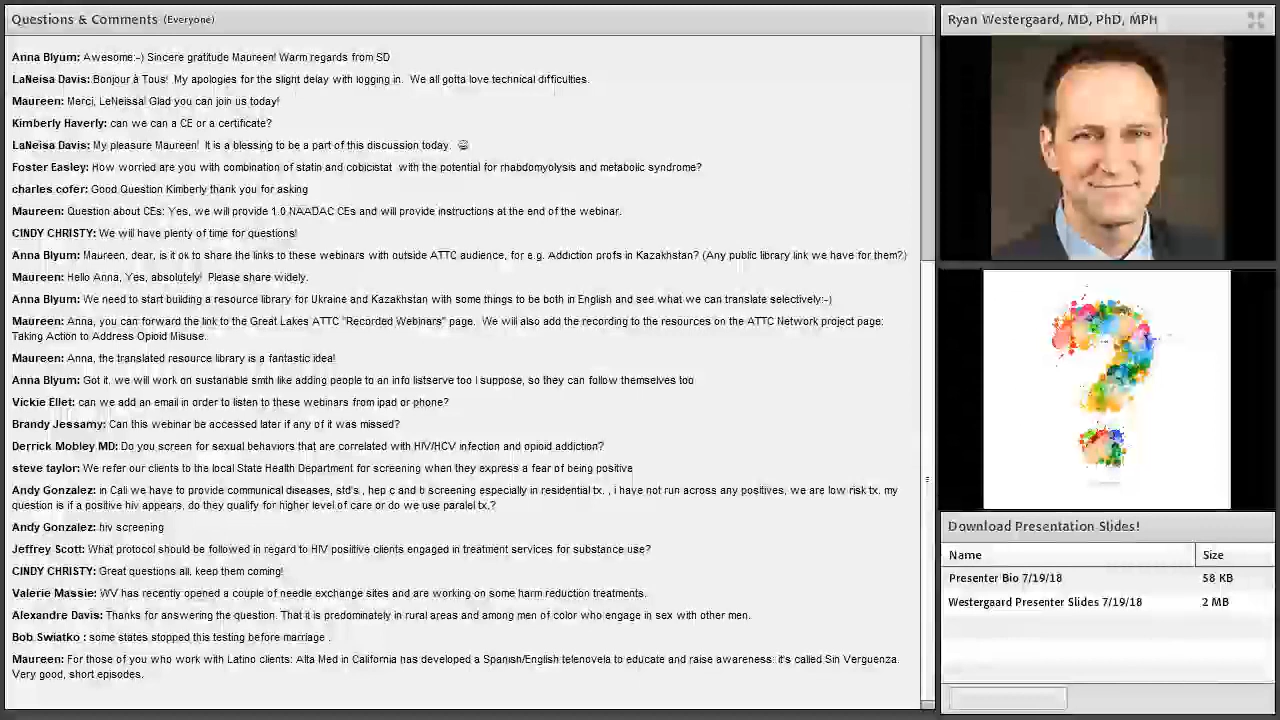 Questions & Comments (Everyone)
Anna Blyum: Awesome:-) Sincere gratitude Maureen! Warm regards from SD
LaNeisa Davis: Bonjour à Tous! My apologies for the slight delay with logging in. We all gotta love technical difficulties.
Maureen: Merci, LeNeissa! Glad you can join us today!
Kimberly Haverly: can we can a CE or a certificate?
LaNeisa Davis: My pleasure Maureen! It is a blessing to be a part of this discussion today. 😀
Foster Easley: How worried are you with combination of statin and cobicistat with the potential for rhabdomyolysis and metabolic syndrome?
charles cofer: Good Question Kimberly thank you for asking
Maureen: Question about CEs: Yes, we will provide 1.0 NAADAC CEs and will provide instructions at the end of the webinar.
CINDY CHRISTY: We will have plenty of time for questions!
Anna Blyum: Maureen, dear, is it ok to share the links to these webinars with outside ATTC audience, for e.g. Addiction profs in Kazakhstan? (Any public library link we have for them?)
Maureen: Hello Anna, Yes, absolutely! Please share widely.
Anna Blyum: We need to start building a resource library for Ukraine and Kazakhstan with some things to be both in English and see what we can translate selectively:-)
Maureen: Anna, you can forward the link to the Great Lakes ATTC "Recorded Webinars" page. We will also add the recording to the resources on the ATTC Network project page:
Taking Action to Address Opioid Misuse.
Maureen: Anna, the translated resource library is a fantastic idea!
Anna Blyum: Got it, we will work on sustanable smth like adding people to an info listserve too I suppose, so they can follow themselves too
Vickie Ellet: can we add an email in order to listen to these webinars from ipad or phone?
Brandy Jessamy: Can this webinar be accessed later if any of it was missed?
Derrick Mobley MD: Do you screen for sexual behaviors that are correlated with HIV/HCV infection and opioid addiction?
steve taylor: We refer our clients to the local State Health Department for screening when they express a fear of being positive
Andy Gonzalez: in Cali we have to provide communical diseases, std's , hep c and b screening especially in residential tx. , i have not run across any positives, we are low risk tx. my
question is if a positive hiv appears, do they qualify for higher level of care or do we use paralel tx.?
Andy Gonzalez: hiv screening
Jeffrey Scott: What protocol should be followed in regard to HIV posiitive clients engaged in treatment services for substance use?
CINDY CHRISTY: Great questions all, keep them coming!
Valerie Massie: WV has recently opened a couple of needle exchange sites and are working on some harm reduction treatments.
Alexandre Davis: Thanks for answering the question. That it is predominately in rural areas and among men of color who engage in sex with other men.
Bob Swiatko : some states stopped this testing before marriage .
Maureen: For those of you who work with Latino clients: Alta Med in California has developed a Spanish/English telenovela to educate and raise awareness: it's called Sin Verguenza.
Very good, short episodes.
Ryan Westergaard, MD, PhD, MPH
?
Download Presentation Slides!
Name Size
Presenter Bio 7/19/18 58 KB
Westergaard Presenter Slides 7/19/18 2 MB